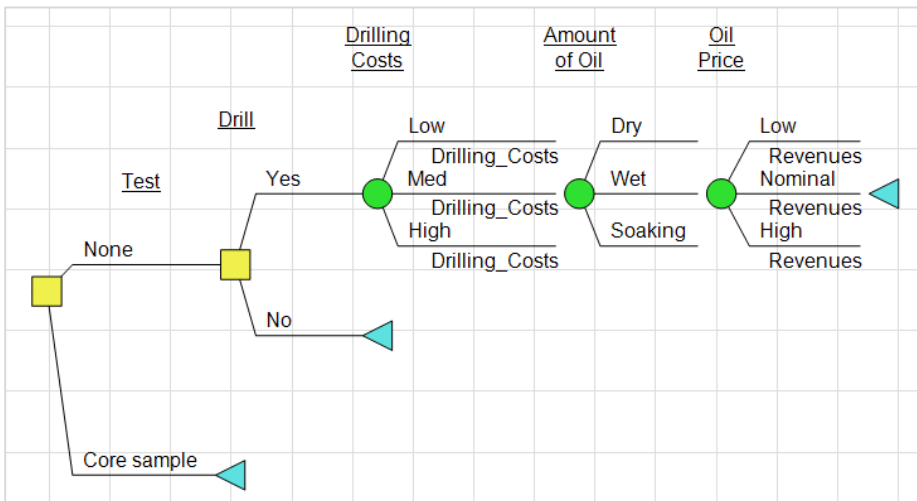 Drilling
Costs
Amount
of Oil
Oil
Price
Drill
Test
Low
Drilling_Costs
Med
Drilling_Costs
High
Drilling_Costs
Dry
Wet
Soaking
Low
Revenues
Nominal
Revenues
High
Revenues
Yes
None
No
Core sample